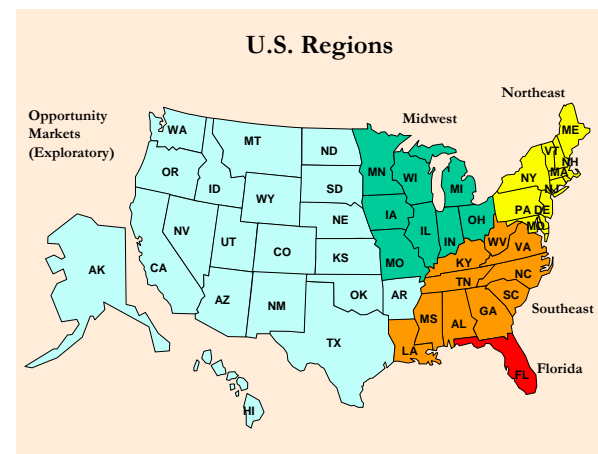 U.S. Regions
Northeast
Opportunity
Markets
(Exploratory)
Midwest
WA
MT
ND
ME
VT
NH
OR
ID
MN
WI
MI
NY
MA
SD
WY
NJ
IA
PA
DE
NE
OH
NV
UT
IL
IN
MD
WV
VA
CO
KS
MO
KY
AK
CA
NC
TN
AZ
NM
OK
AR
SC
Southeast
MS
AL
GA
TX
LA
FL
Florida
HI